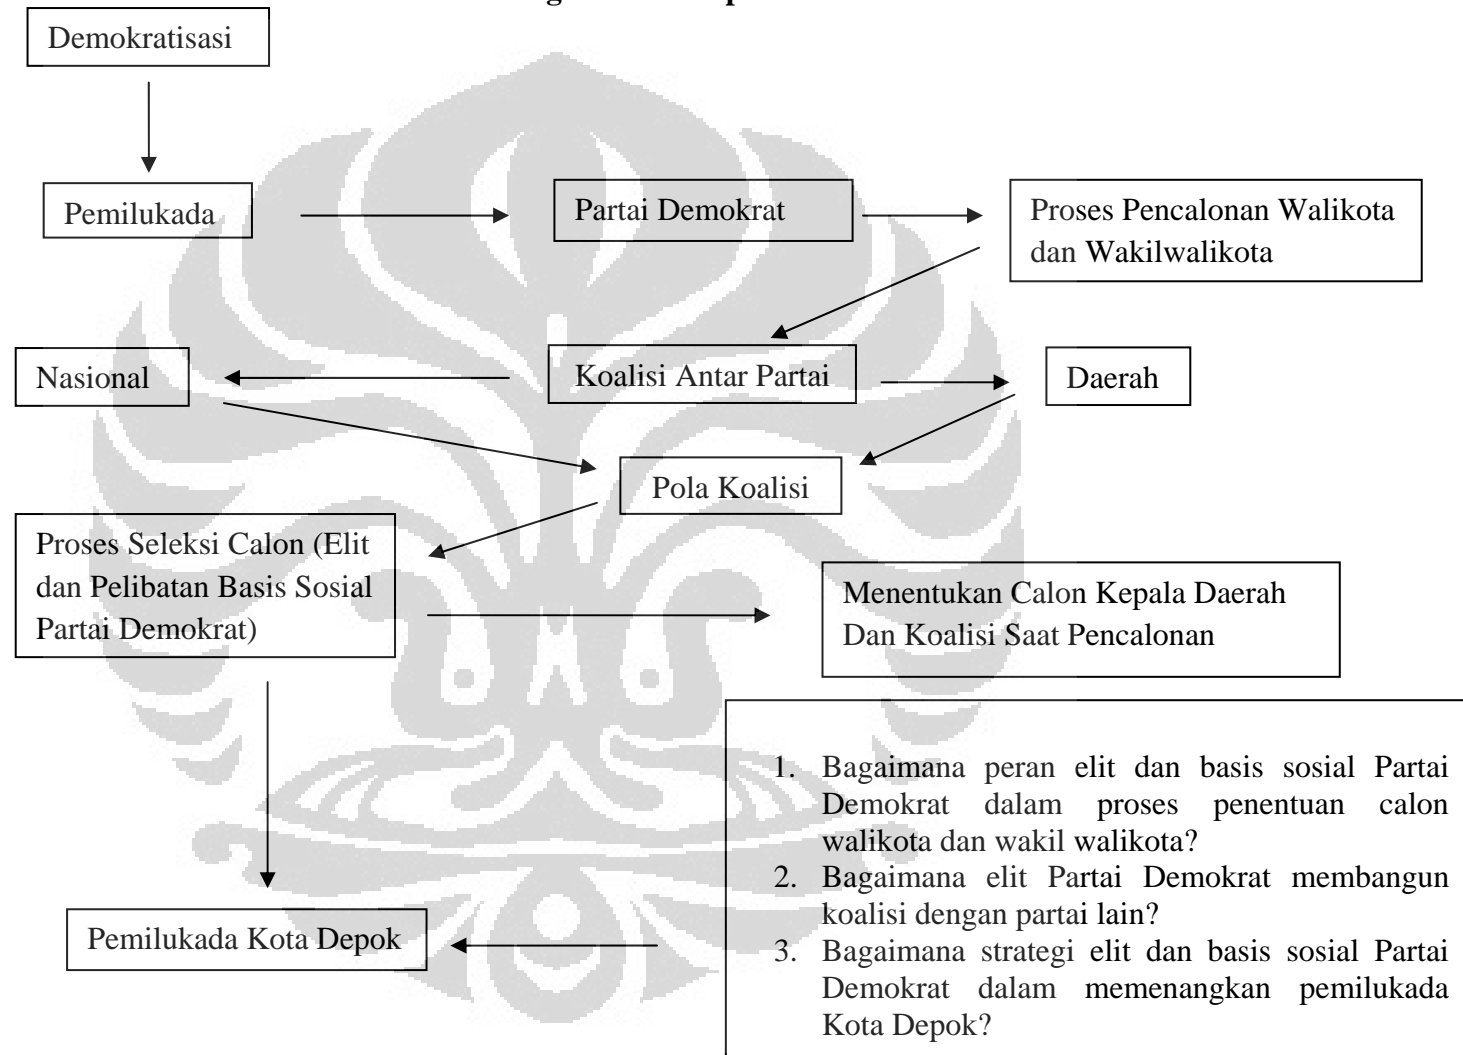 Demokratisasi
Pemilukada
Partai Demokrat
Proses Pencalonan Walikota
dan Wakilwalikota
Nasional
Koalisi Antar Partai
Daerah
Pola Koalisi
Proses Seleksi Calon (Elit
dan Pelibatan Basis Sosial
Partai Demokrat)
Menentukan Calon Kepala Daerah
Dan Koalisi Saat Pencalonan
1. Bagaimana peran elit dan basis sosial Partai
Demokrat dalam proses penentuan calon
walikota dan wakil walikota?
2. Bagaimana elit Partai Demokrat membangun
koalisi dengan partai lain?
3. Bagaimana strategi elit dan basis sosial Partai
Demokrat dalam memenangkan pemilukada
Kota Depok?
Pemilukada Kota Depok